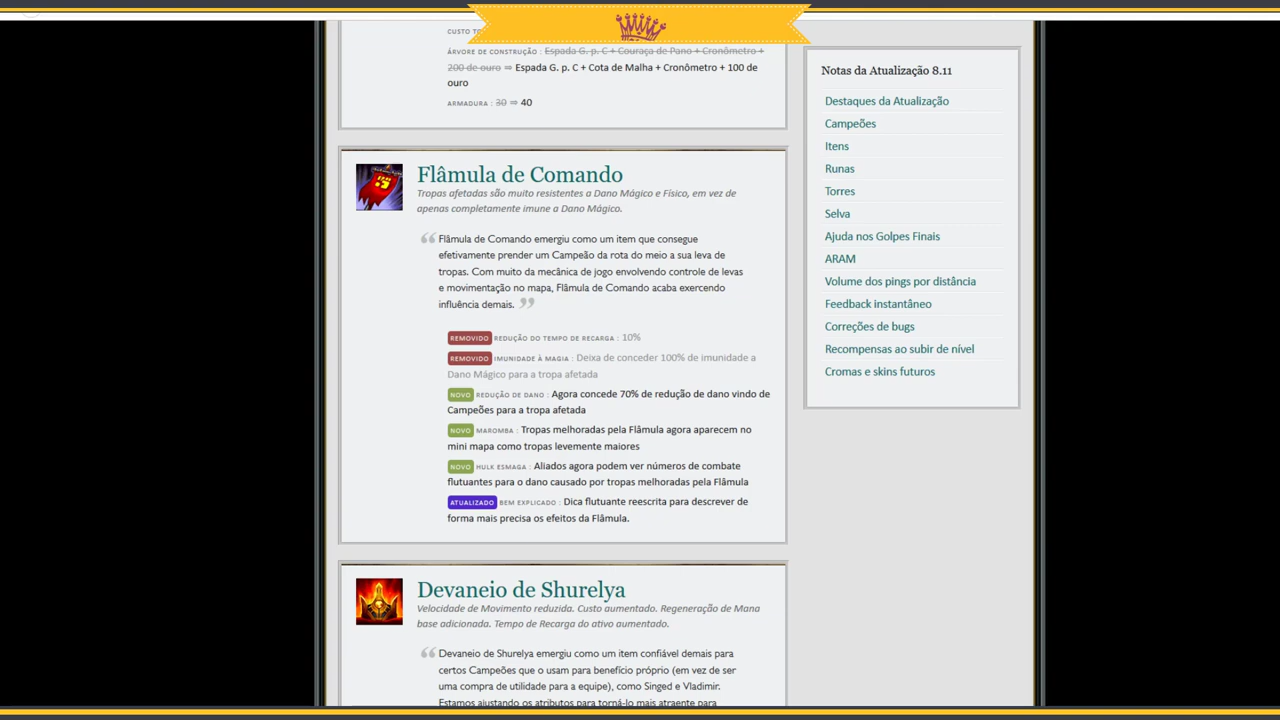 CUSTO TO
ÁRVORE DE CONSTRUÇÃO : Espada G. p. C + Couraça de Pano + Cronômetro +
200 de ouro ⇒ Espada G. p. C + Cota de Malha + Cronômetro + 100 de
ouro
ARMADURA : 30 ⇒ 40
Flâmula de Comando
Tropas afetadas são muito resistentes a Dano Mágico e Físico, em vez de
apenas completamente imune a Dano Mágico.
“ Flâmula de Comando emergiu como um item que consegue
efetivamente prender um Campeão da rota do meio a sua leva de
tropas. Com muito da mecânica de jogo envolvendo controle de levas
e movimentação no mapa, Flâmula de Comando acaba exercendo
influência demais. ”
REMOVIDO REDUÇÃO DO TEMPO DE RECARGA : 10%
REMOVIDO IMUNIDADE À MAGIA : Deixa de conceder 100% de imunidade a
Dano Mágico para a tropa afetada
NOVO REDUÇÃO DE DANO : Agora concede 70% de redução de dano vindo de
Campeões para a tropa afetada
NOVO MAROMBA : Tropas melhoradas pela Flâmula agora aparecem no
mini mapa como tropas levemente maiores
NOVO HULK ESMAGA : Aliados agora podem ver números de combate
flutuantes para o dano causado por tropas melhoradas pela Flâmula
ATUALIZADO BEM EXPLICADO : Dica flutuante reescrita para descrever de
forma mais precisa os efeitos da Flâmula.
Devaneio de Shurelya
Velocidade de Movimento reduzida. Custo aumentado. Regeneração de Mana
base adicionada. Tempo de Recarga do ativo aumentado.
“ Devaneio de Shurelya emergiu como um item confiável demais para
certos Campeões que o usam para benefício próprio (em vez de ser
uma compra de utilidade para a equipe), como Singed e Vladimir.
Estamos ajustando os atributos para torná-lo mais atraente para
Notas da Atualização 8.11
Destaques da Atualização
Campeões
Itens
Runas
Torres
Selva
Ajuda nos Golpes Finais
ARAM
Volume dos pings por distância
Feedback instantâneo
Correções de bugs
Recompensas ao subir de nível
Cromas e skins futuros